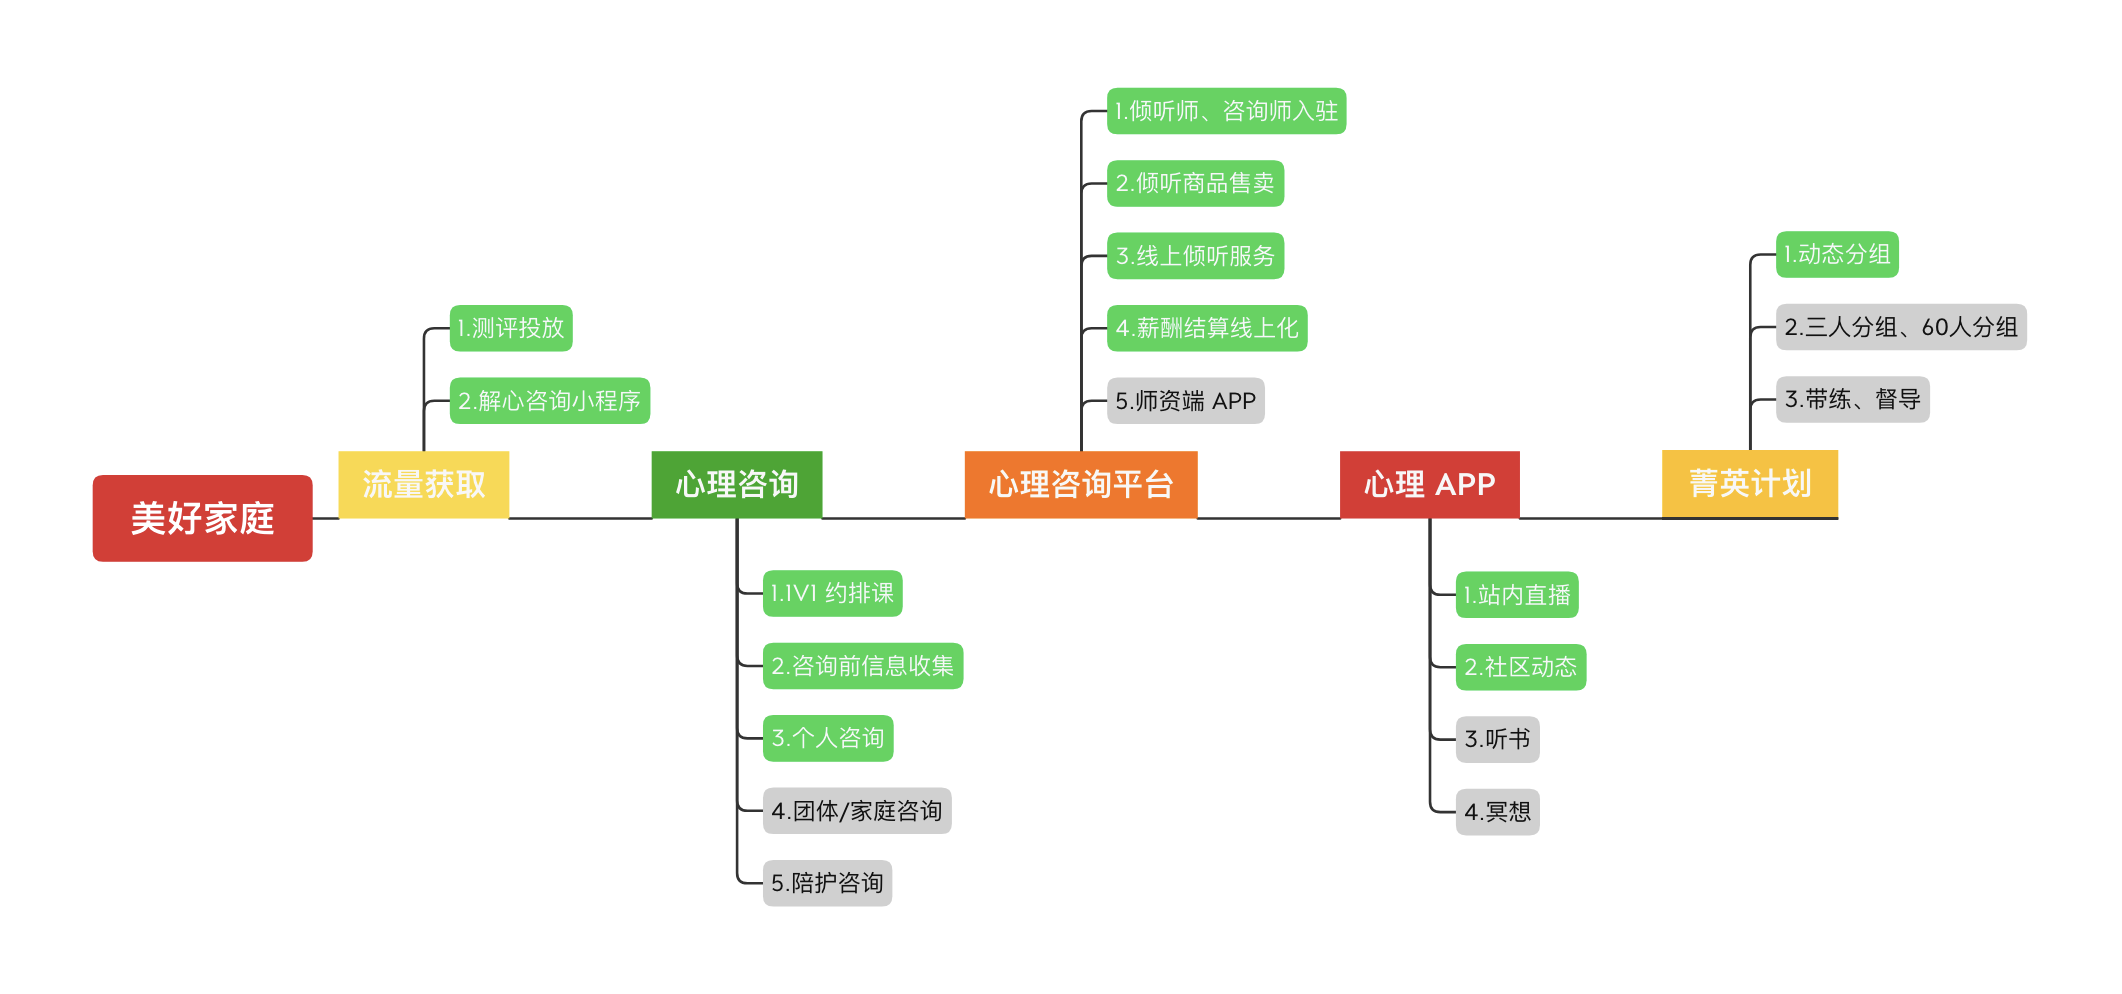 美好家庭
流量获取
1.测评投放
2.解心咨询小程序
心理咨询
1.1V1 约排课
2.咨询前信息收集
3.个人咨询
4.团体/家庭咨询
5.陪护咨询
心理咨询平台
1.倾听师、咨询师入驻
2.倾听商品售卖
3.线上倾听服务
4.薪酬结算线上化
5.师资端 APP
心理 APP
1.站内直播
2.社区动态
3.听书
4.冥想
菁英计划
1.动态分组
2.三人分组、60人分组
3.带练、督导